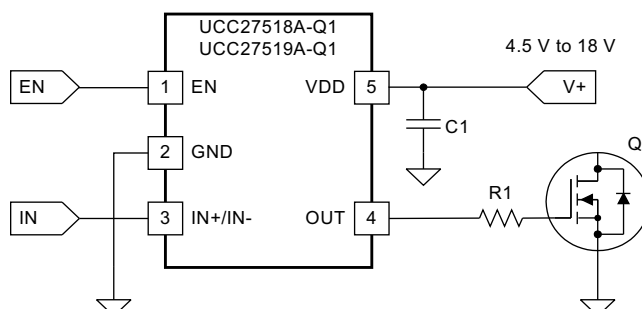 UCC27518A-Q1
UCC27519A-Q1
4.5 V to 18 V
EN
1
EN
VDD
5
V+
C1
2
GND
Q
IN
3
IN+/IN-
OUT
4
R1